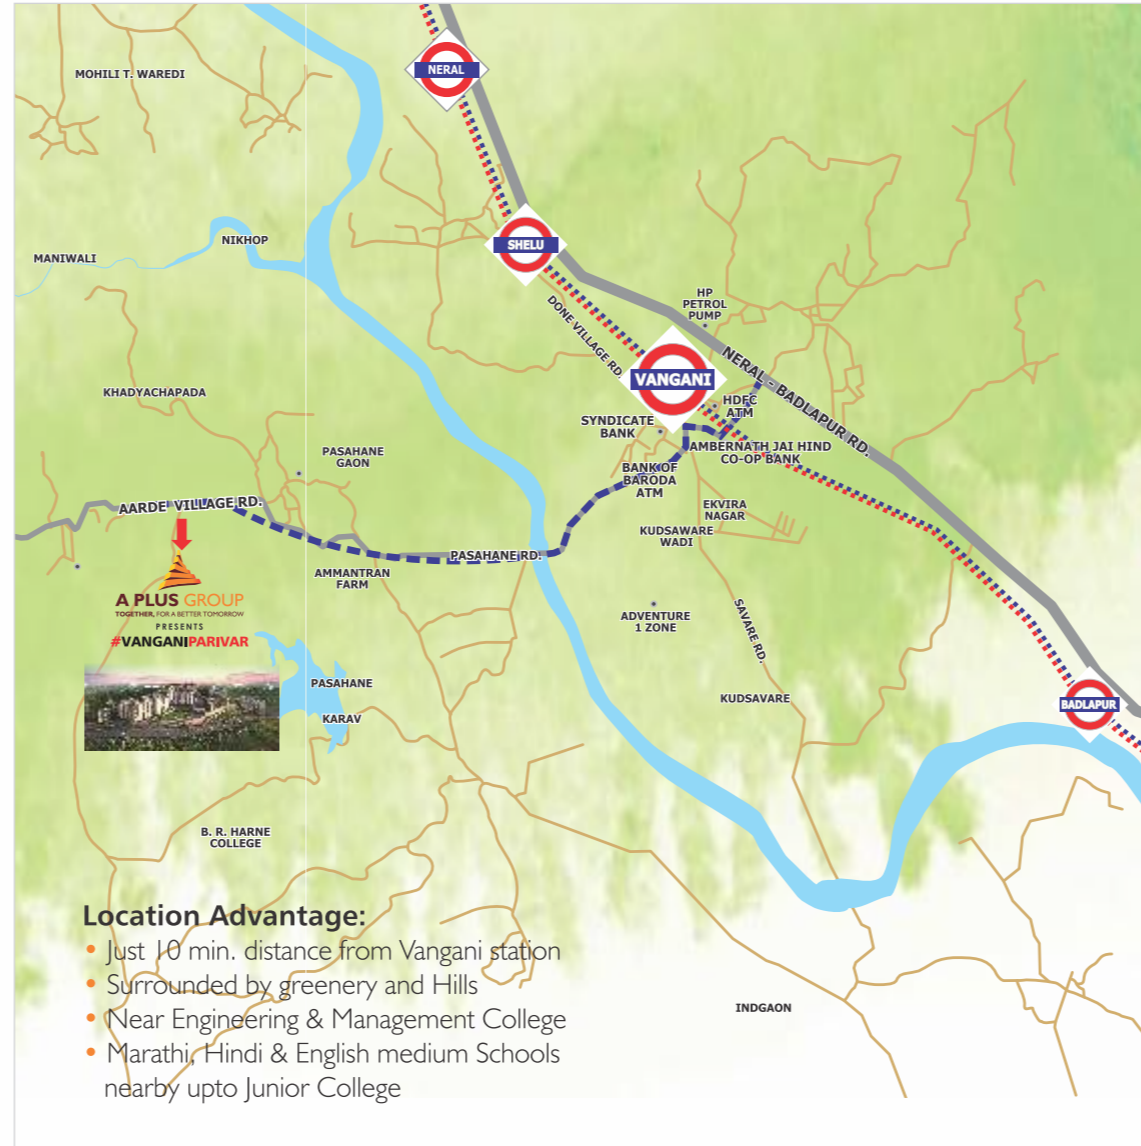 NERAL
MOHILI T. WAREDI
NIKHOP
SHELU
MANIWALI
HP
PETROL
PUMP
DONE VILLAGE RD.
NERAL - BADLAPUR RD.
VANGANI
KHADYACHAPADA
HDFC
ATM
SYNDICATE
BANK
AMBERNATH JAI HIND
CO-OP BANK
PASAHANE
GAON
BANK OF
BARODA
ATM
AARDE VILLAGE RD.
EKVIRA
NAGAR
KUDSAWARE
WADI
PASAHANE RD.
AMMANTRAN
FARM
A PLUS GROUP
TOGETHER, FOR A BETTER TOMORROW
PRESENTS
#VANGANIPARIVAR
ADVENTURE
1 ZONE
SAVARE RD.
PASAHANE
KUDSAVARE
BADLAPUR
KARAV
B. R. HARNE
COLLEGE
Location Advantage:
• Just 10 min. distance from Vangani station
• Surrounded by greenery and Hills
• Near Engineering & Management College
• Marathi, Hindi & English medium Schools
nearby upto Junior College
INDGAON